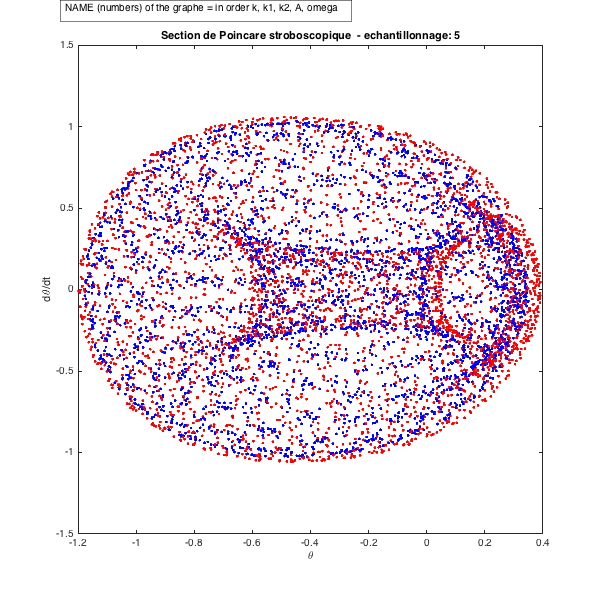 NAME (numbers) of the graphe = in order k, k1, k2, A, omega
Section de Poincare stroboscopique - echantillonnage: 5
1.5
1
0.5
0
-0.5
-1
-1.5
dθ/dt
-1.2 -1 -0.8 -0.6 -0.4 -0.2 0 0.2 0.4
θ